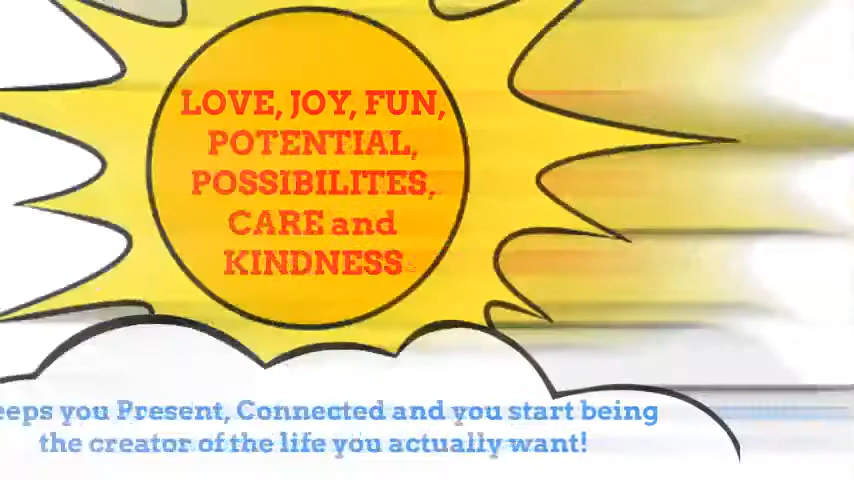 LOVE, JOY, FUN,
POTENTIAL,
POSSIBILITES,
CARE and
KINDNESS
eeps you Present, Connected and you start being
the creator of the life you actually want!